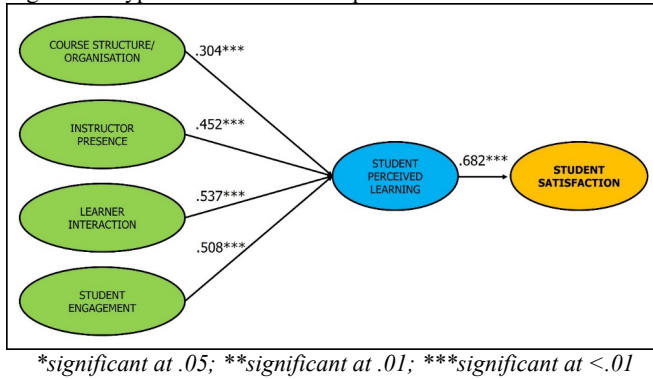 COURSE STRUCTURE/
ORGANISATION
.304***
INSTRUCTOR
PRESENCE
.452***
LEARNER
INTERACTION
.537***
STUDENT
ENGAGEMENT
.508***
STUDENT
PERCEIVED
LEARNING
.682***
STUDENT
SATISFACTION
*significant at .05; **significant at .01; ***significant at <.01